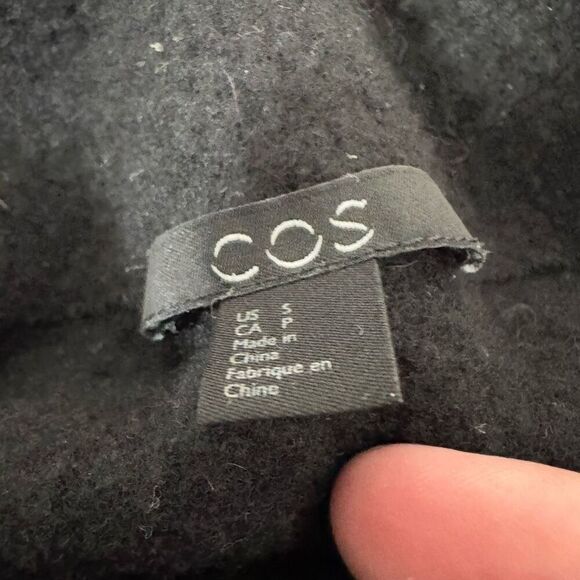 COS
US S
CA P
Made in
China
Fabriqué en
Chine